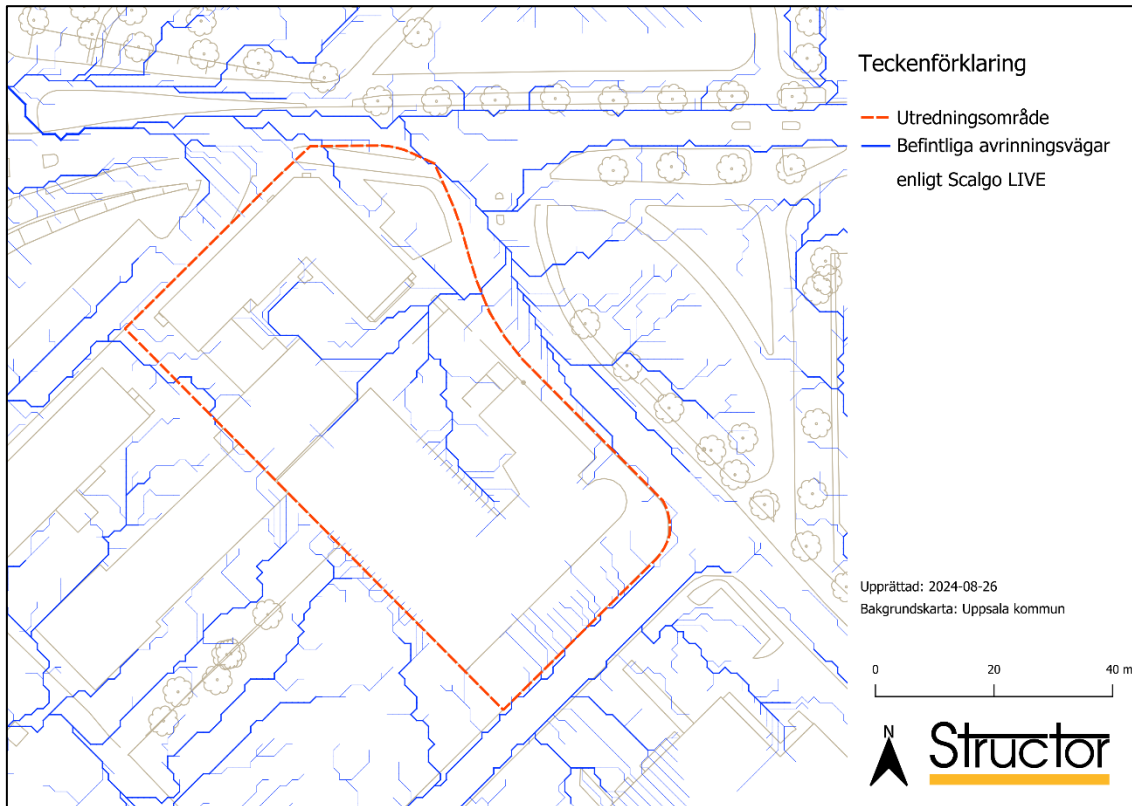 Teckenförklaring
Utredningsområde
Befintliga avrinningsvägar
enligt Scalgo LIVE
Upprättad: 2024-08-26
Bakgrundskarta: Uppsala kommun
0 20 40 m
N
Structor